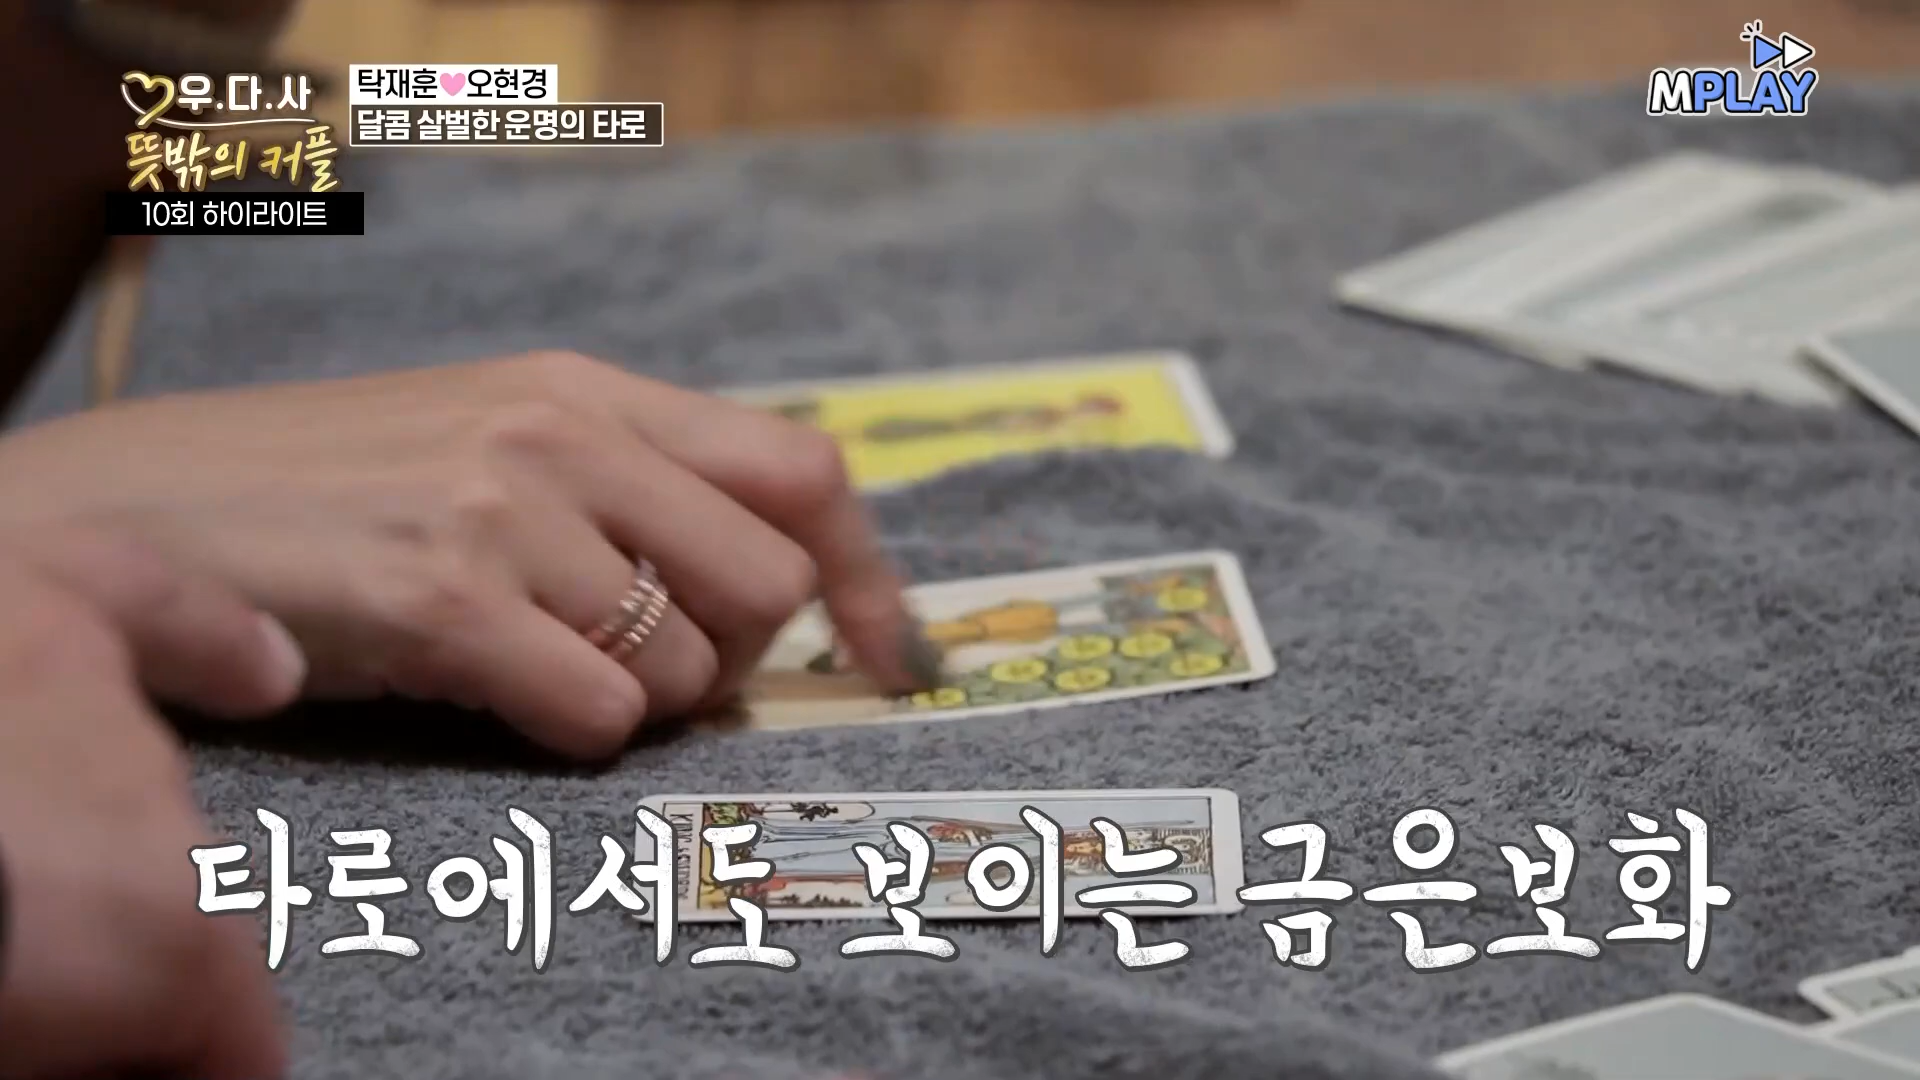 우.다.사
뜻밖의 커플
10회 하이라이트
탁재훈🩷오현경
달콤 살벌한 운명의 타로
MPLAY
타로에서도 보이는 금은보화